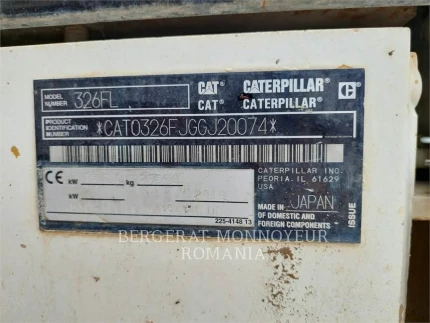 MODEL NUMBER 326FL CAT CATERPILLAR
CAT® CATERPILLAR®
PRODUCT IDENTIFICATION NUMBER *CAT0326FJGGJ20074*
CATERPILLAR INC.
PEORIA. IL 61629
USA
kW kg
kW
MADE IN JAPAN
OF DOMESTIC AND
FOREIGN COMPONENTS
ISSUE
225-4148 13
BERGERAT MONNOYEUR
ROMANIA